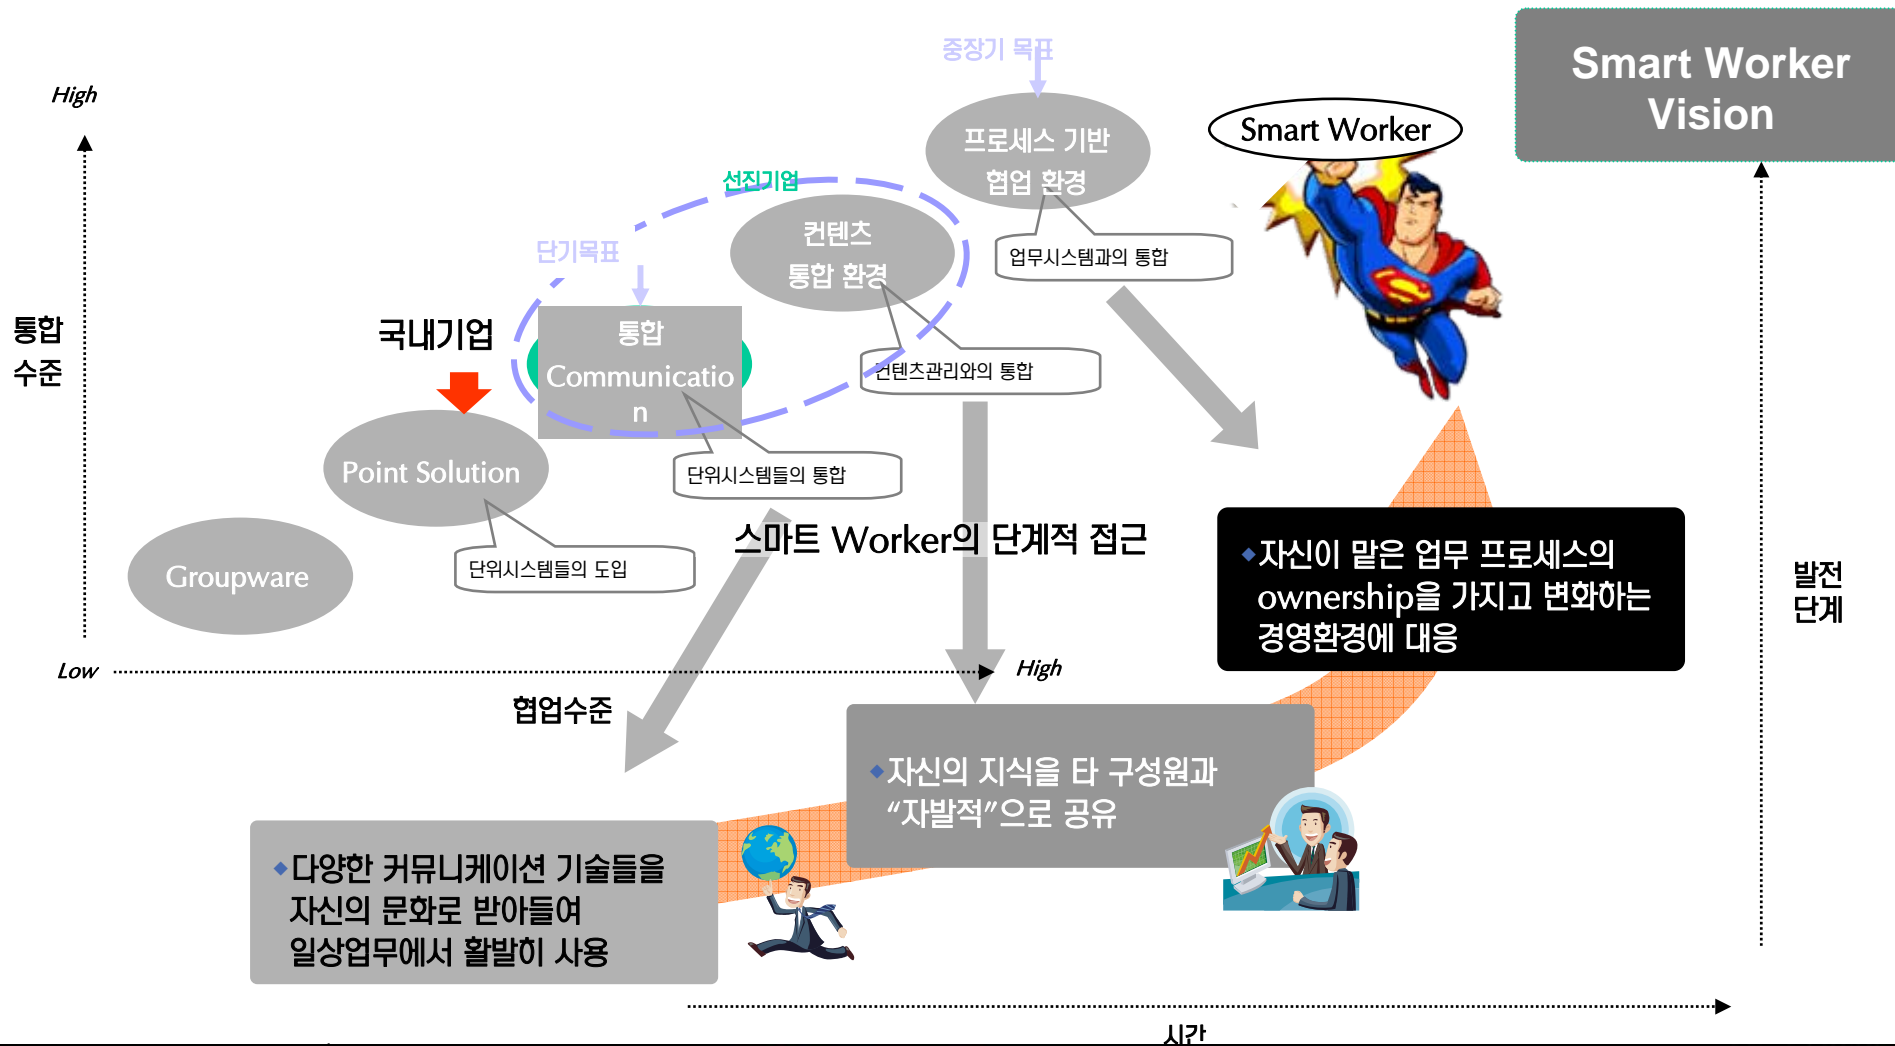 Smart Worker
Vision
중장기 목표
High
프로세스 기반
협업 환경
Smart Worker
선진기업
컨텐츠
통합 환경
단기목표
업무시스템과의 통합
통합
수준
국내기업
통합
Communicatio
n
컨텐츠관리와의 통합
Point Solution
단위시스템들의 통합
스마트 Worker의 단계적 접근
Groupware
단위시스템들의 도입
자신이 맡은 업무 프로세스의
ownership을 가지고 변화하는
경영환경에 대응
발전
단계
Low
High
협업수준
자신의 지식을 타 구성원과
“자발적”으로 공유
다양한 커뮤니케이션 기술들을
자신의 문화로 받아들여
일상업무에서 활발히 사용
시간